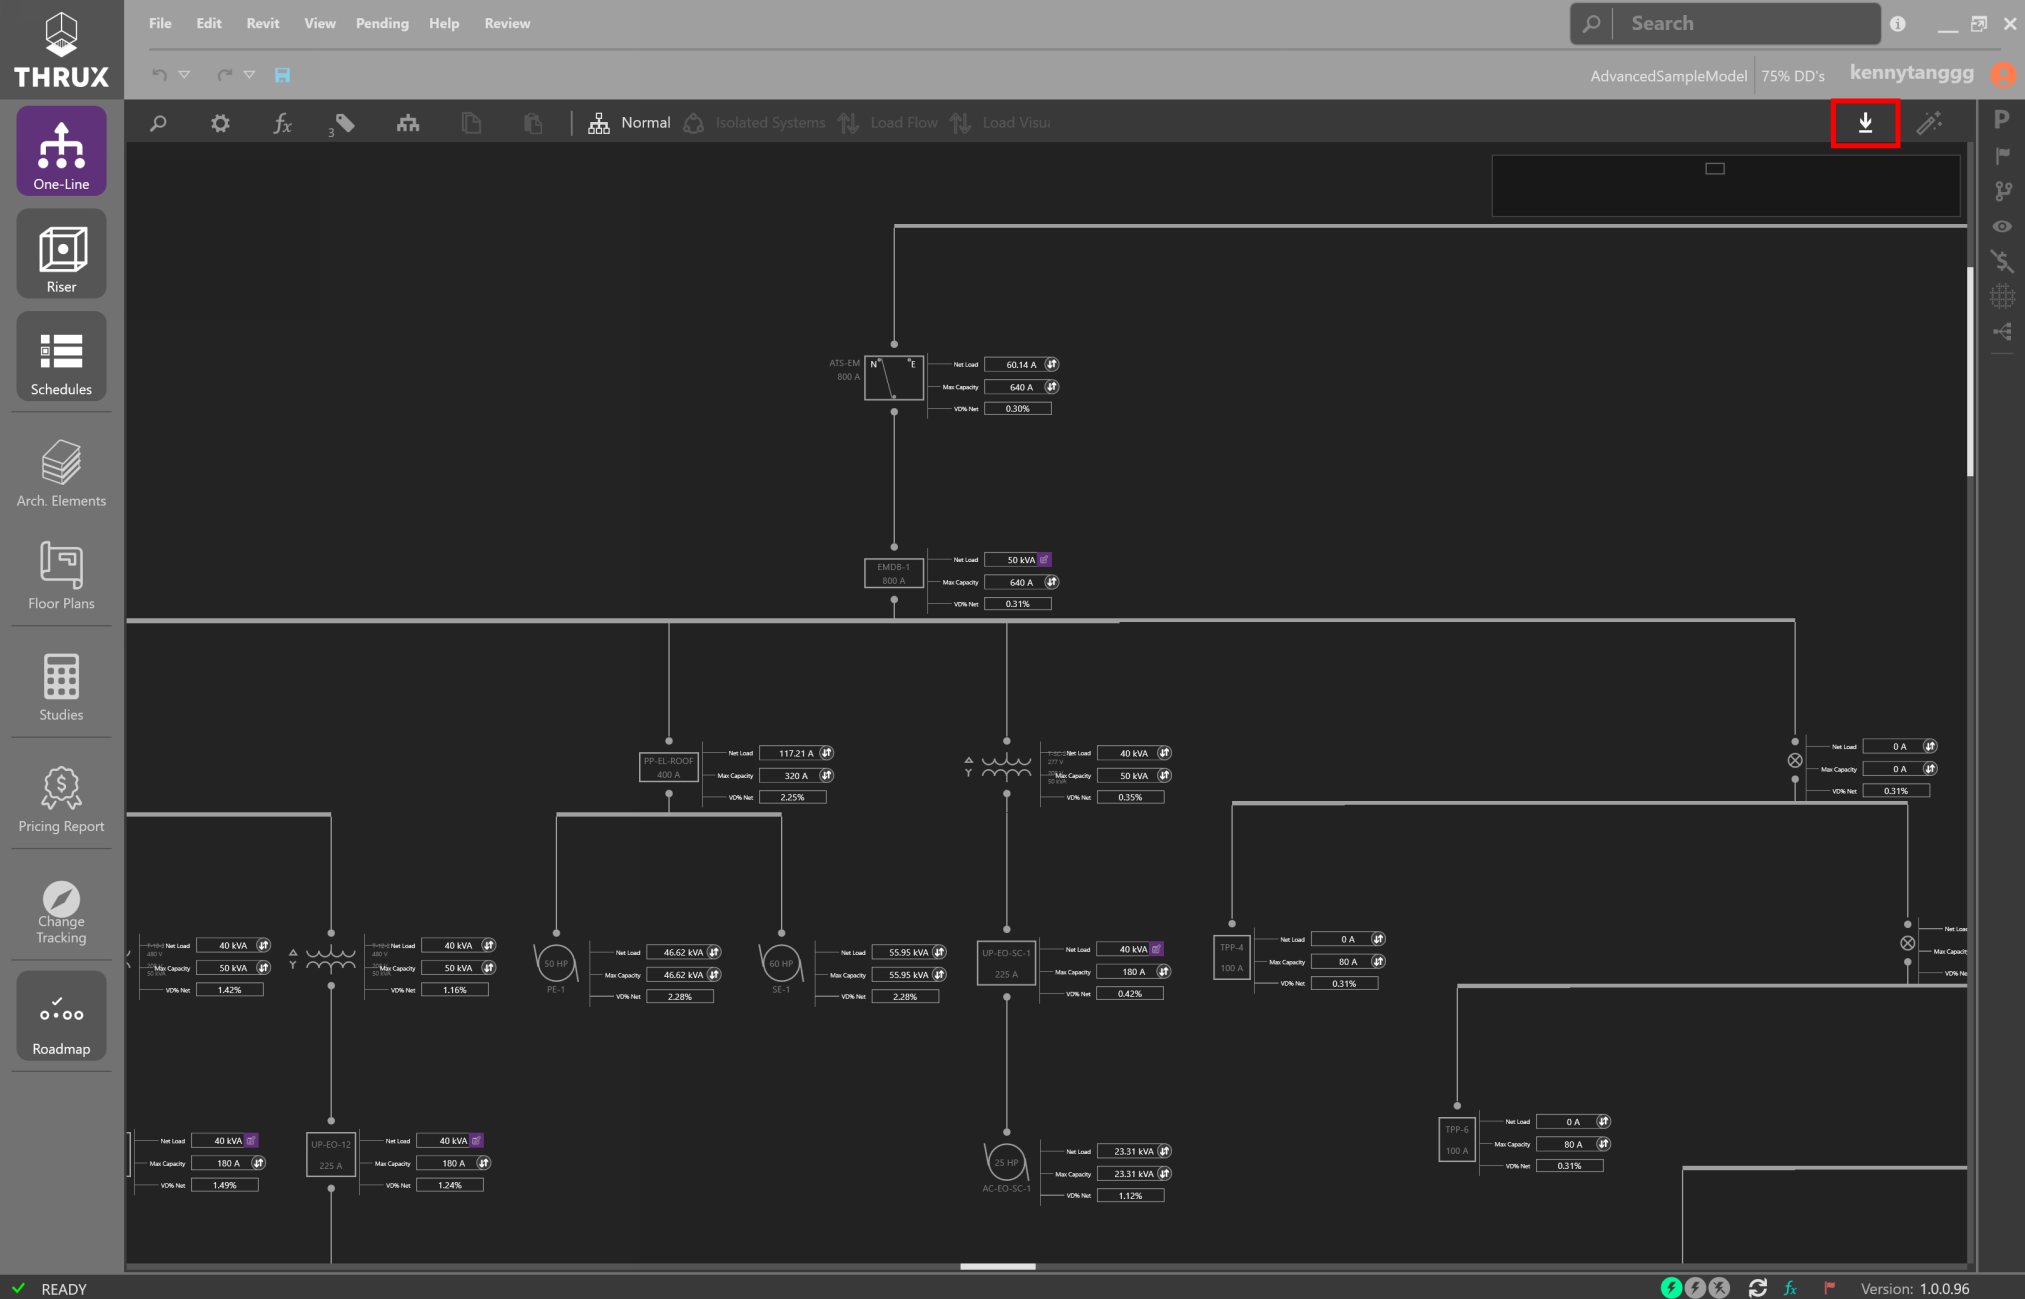 THRUX
File Edit Revit View Pending Help Review
Search
AdvancedSampleModel 75% DD's kennytanggg
3 Normal Isolated Systems Load Flow Load Visu
P
One-Line
Riser
Schedules
Arch. Elements
Floor Plans
Studies
Pricing Report
Change
Tracking
Roadmap
ATS-EM
800 A
N E
Net Load 60.14 A
Max Capacity 640 A
VD% Net 0.30%
EMDB-1
800 A
Net Load 50 kVA
Max Capacity 640 A
VD% Net 0.31%
PP-EL-ROOF
400 A
Net Load 117.21 A
Max Capacity 320 A
VD% Net 2.25%
Y
277 V
Net Load 40 kVA
Max Capacity 50 kVA
VD% Net 0.35%
Net Load 0 A
Max Capacity 0 A
VD% Net 0.31%
480 V
Net Load 40 kVA
Max Capacity 50 kVA
VD% Net 1.42%
Y
480 V
Net Load 40 kVA
Max Capacity 50 kVA
VD% Net 1.16%
50 HP
PE-1
Net Load 46.62 kVA
Max Capacity 46.62 kVA
VD% Net 2.28%
60 HP
SE-1
Net Load 55.95 kVA
Max Capacity 55.95 kVA
VD% Net 2.28%
UP-EO-SC-1
225 A
Net Load 40 kVA
Max Capacity 180 A
VD% Net 0.42%
TPP-4
100 A
Net Load 0 A
Max Capacity 80 A
VD% Net 0.31%
Net Load
Max Capacity
VD% Ne
Net Load 40 kVA
Max Capacity 180 A
VD% Net 1.49%
UP-EO-12
225 A
Net Load 40 kVA
Max Capacity 180 A
VD% Net 1.24%
25 HP
AC-EO-SC-1
Net Load 23.31 kVA
Max Capacity 23.31 kVA
VD% Net 1.12%
TPP-6
100 A
Net Load 0 A
Max Capacity 80 A
VD% Net 0.31%
READY
fx Version: 1.0.0.96